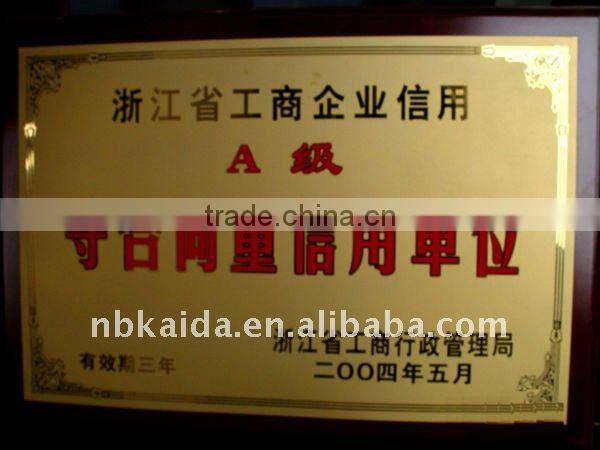 浙江省工商企业信用
A 级
trade.china.cn
守合同重信用单位
nbkaida.en.alibaba.com
浙江省工商行政管理局
有效期三年
二〇〇四年五月